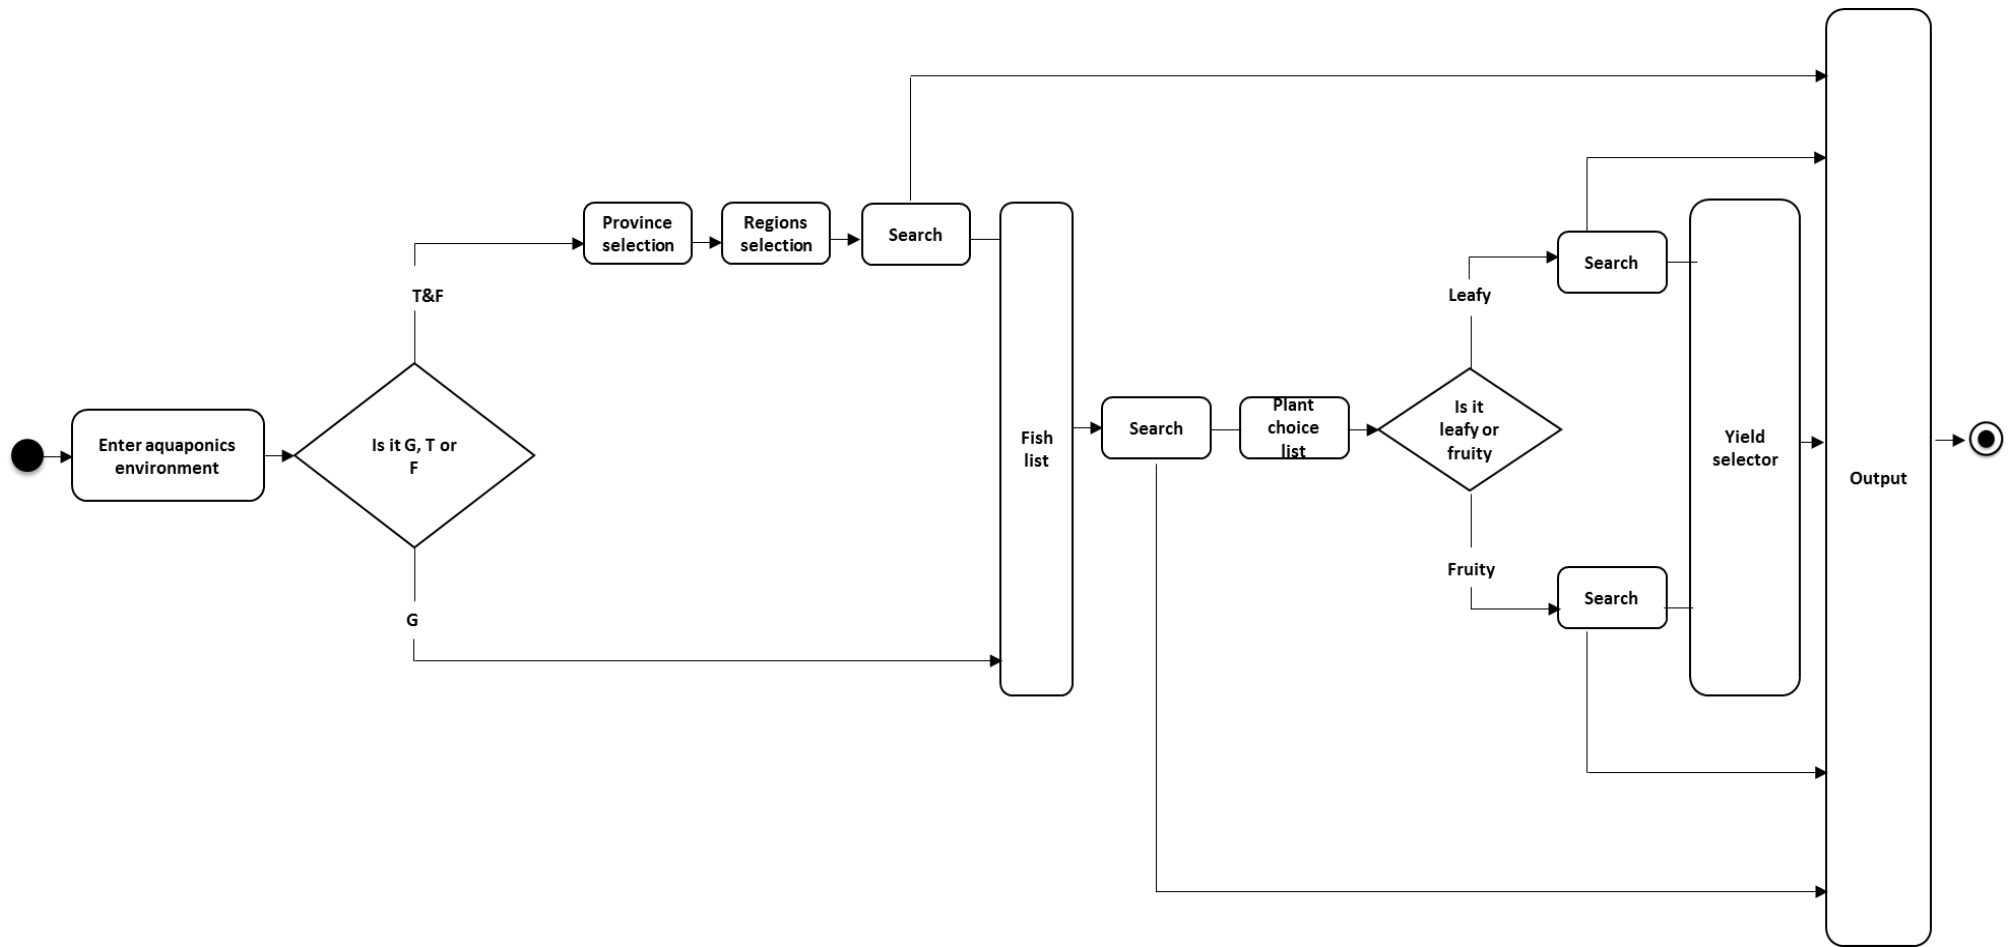 Enter aquaponics
environment
Is it G, T or
F
T&F
G
Province
selection
Regions
selection
Search
Fish
list
Search
Plant
choice
list
Is it
leafy or
fruity
Leafy
Fruity
Search
Search
Yield
selector
Output